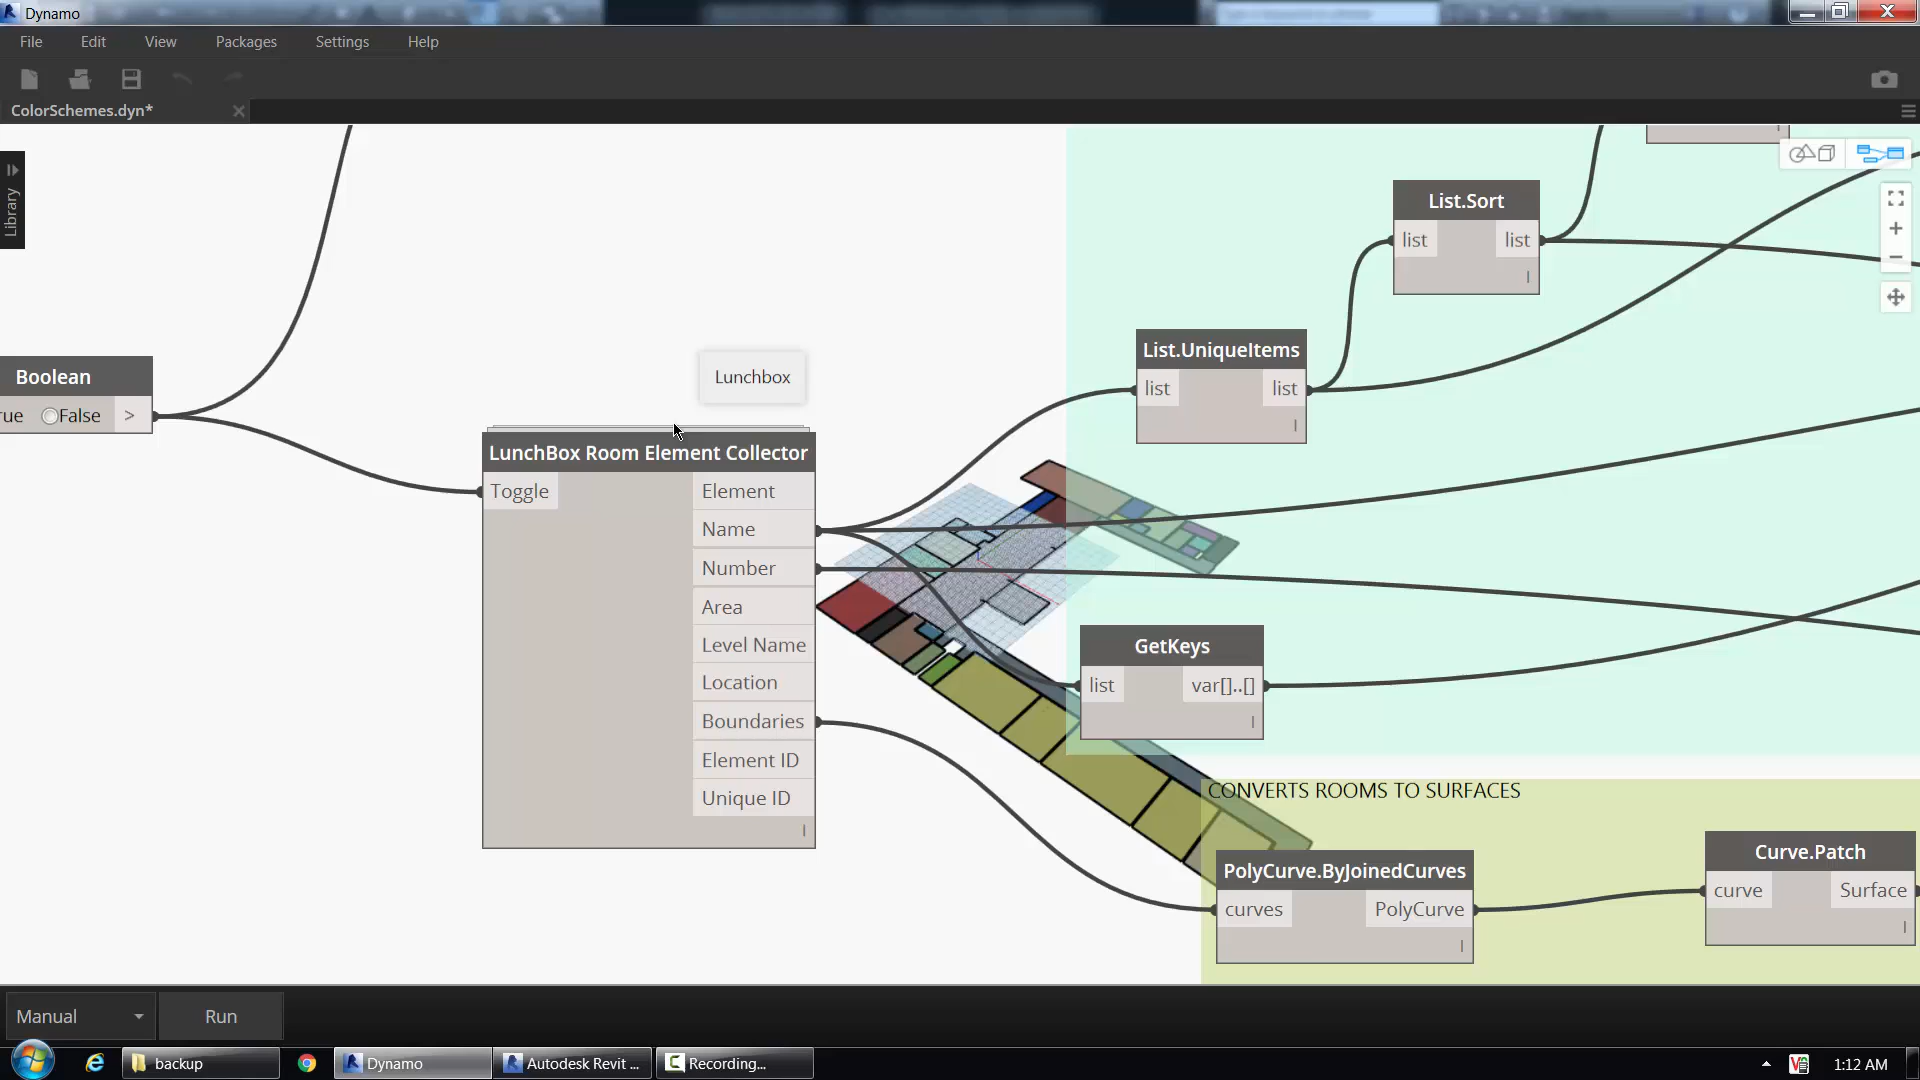 Dynamo
File Edit View Packages Settings Help
ColorSchemes.dyn*
Library
List.Sort
list list
l
List.UniqueItems
list list
l
Boolean
rue False >
Lunchbox
LunchBox Room Element Collector
Toggle Element
Name
Number
Area
Level Name
Location
Boundaries
Element ID
Unique ID
l
GetKeys
list var[]..[]
l
CONVERTS ROOMS TO SURFACES
PolyCurve.ByJoinedCurves
curves PolyCurve
l
Curve.Patch
curve Surface
l
Manual Run
backup Dynamo Autodesk Revit ... Recording... 1:12 AM